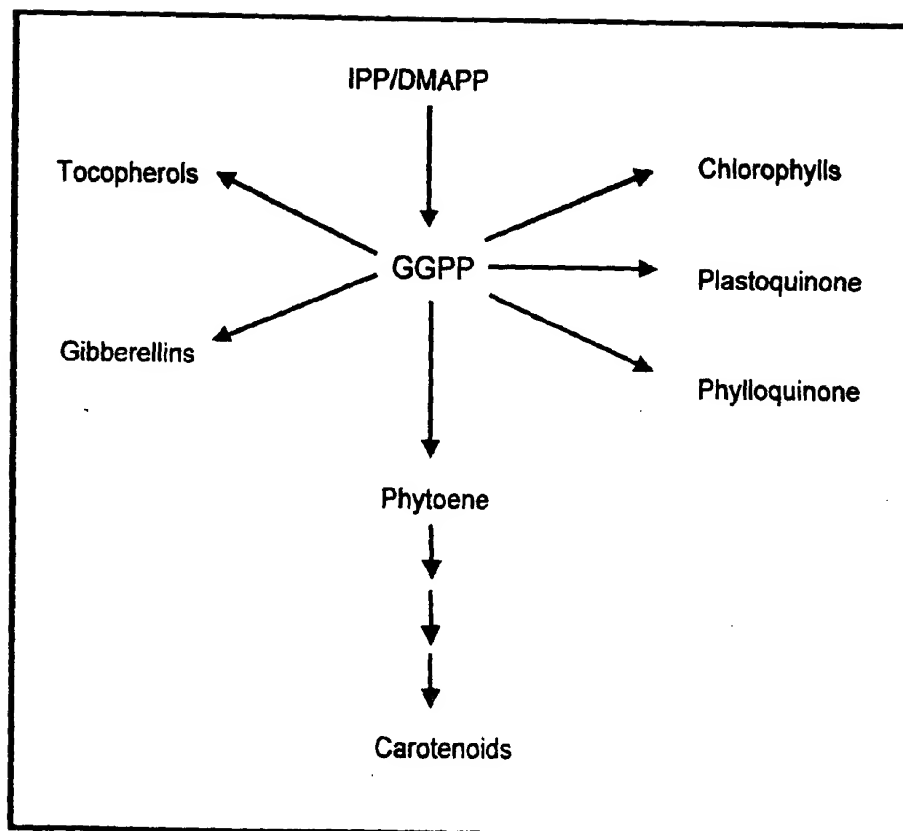 IPP/DMAPP
Tocopherols
Chlorophylls
GGPP
Plastoquinone
Gibberellins
Phylloquinone
Phytoene
Carotenoids